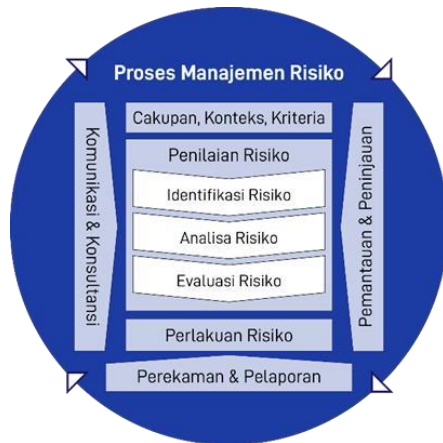 Proses Manajemen Risiko
Komunikasi & Konsultansi
Cakupan, Konteks, Kriteria
Penilaian Risiko
Identifikasi Risiko
Analisa Risiko
Evaluasi Risiko
Perlakuan Risiko
Pemantauan & Peninjauan
Perekaman & Pelaporan